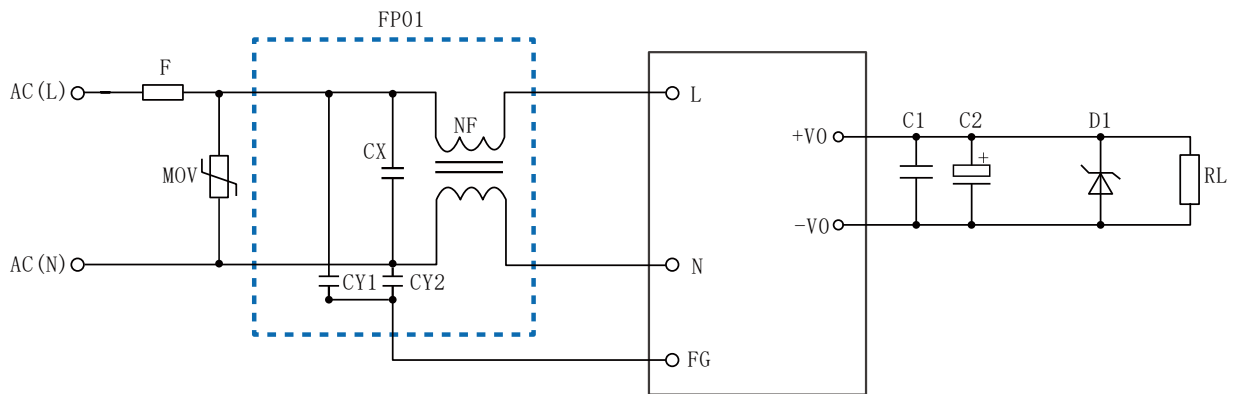 FP01
F
AC(L)
L
NF
C1
C2
D1
+VO
CX
+
MOV
RL
-VO
AC(N)
N
CY1
CY2
FG